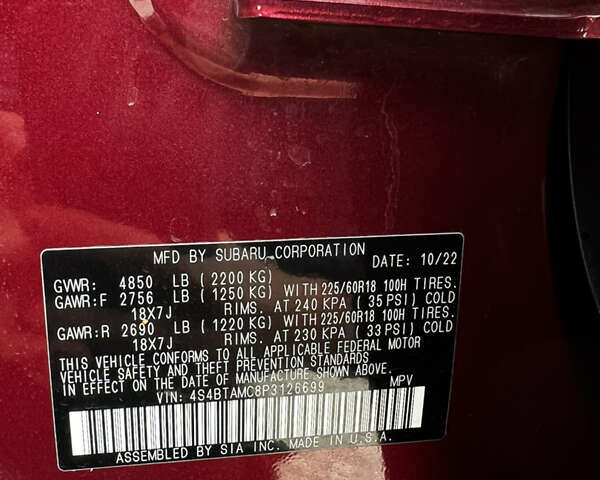 MFD BY SUBARU CORPORATION DATE: 10/22
GVWR: 4850 LB ( 2200 KG)
GAWR:F 2756 LB ( 1250 KG) WITH 225/60R18 100H TIRES.
18X7J RIMS. AT 240 KPA ( 35 PSI) COLD
GAWR:R 2690 LB ( 1220 KG) WITH 225/60R18 100H TIRES.
18X7J RIMS. AT 230 KPA ( 33 PSI) COLD
THIS VEHICLE CONFORMS TO ALL APPLICABLE FEDERAL MOTOR
VEHICLE SAFETY AND THEFT PREVENTION STANDARDS
IN EFFECT ON THE DATE OF MANUFACTURE SHOWN ABOVE.
VIN: 4S4BTAMC8P3126699 MPV
ASSEMBLED BY SIA INC. MADE IN U.S.A.